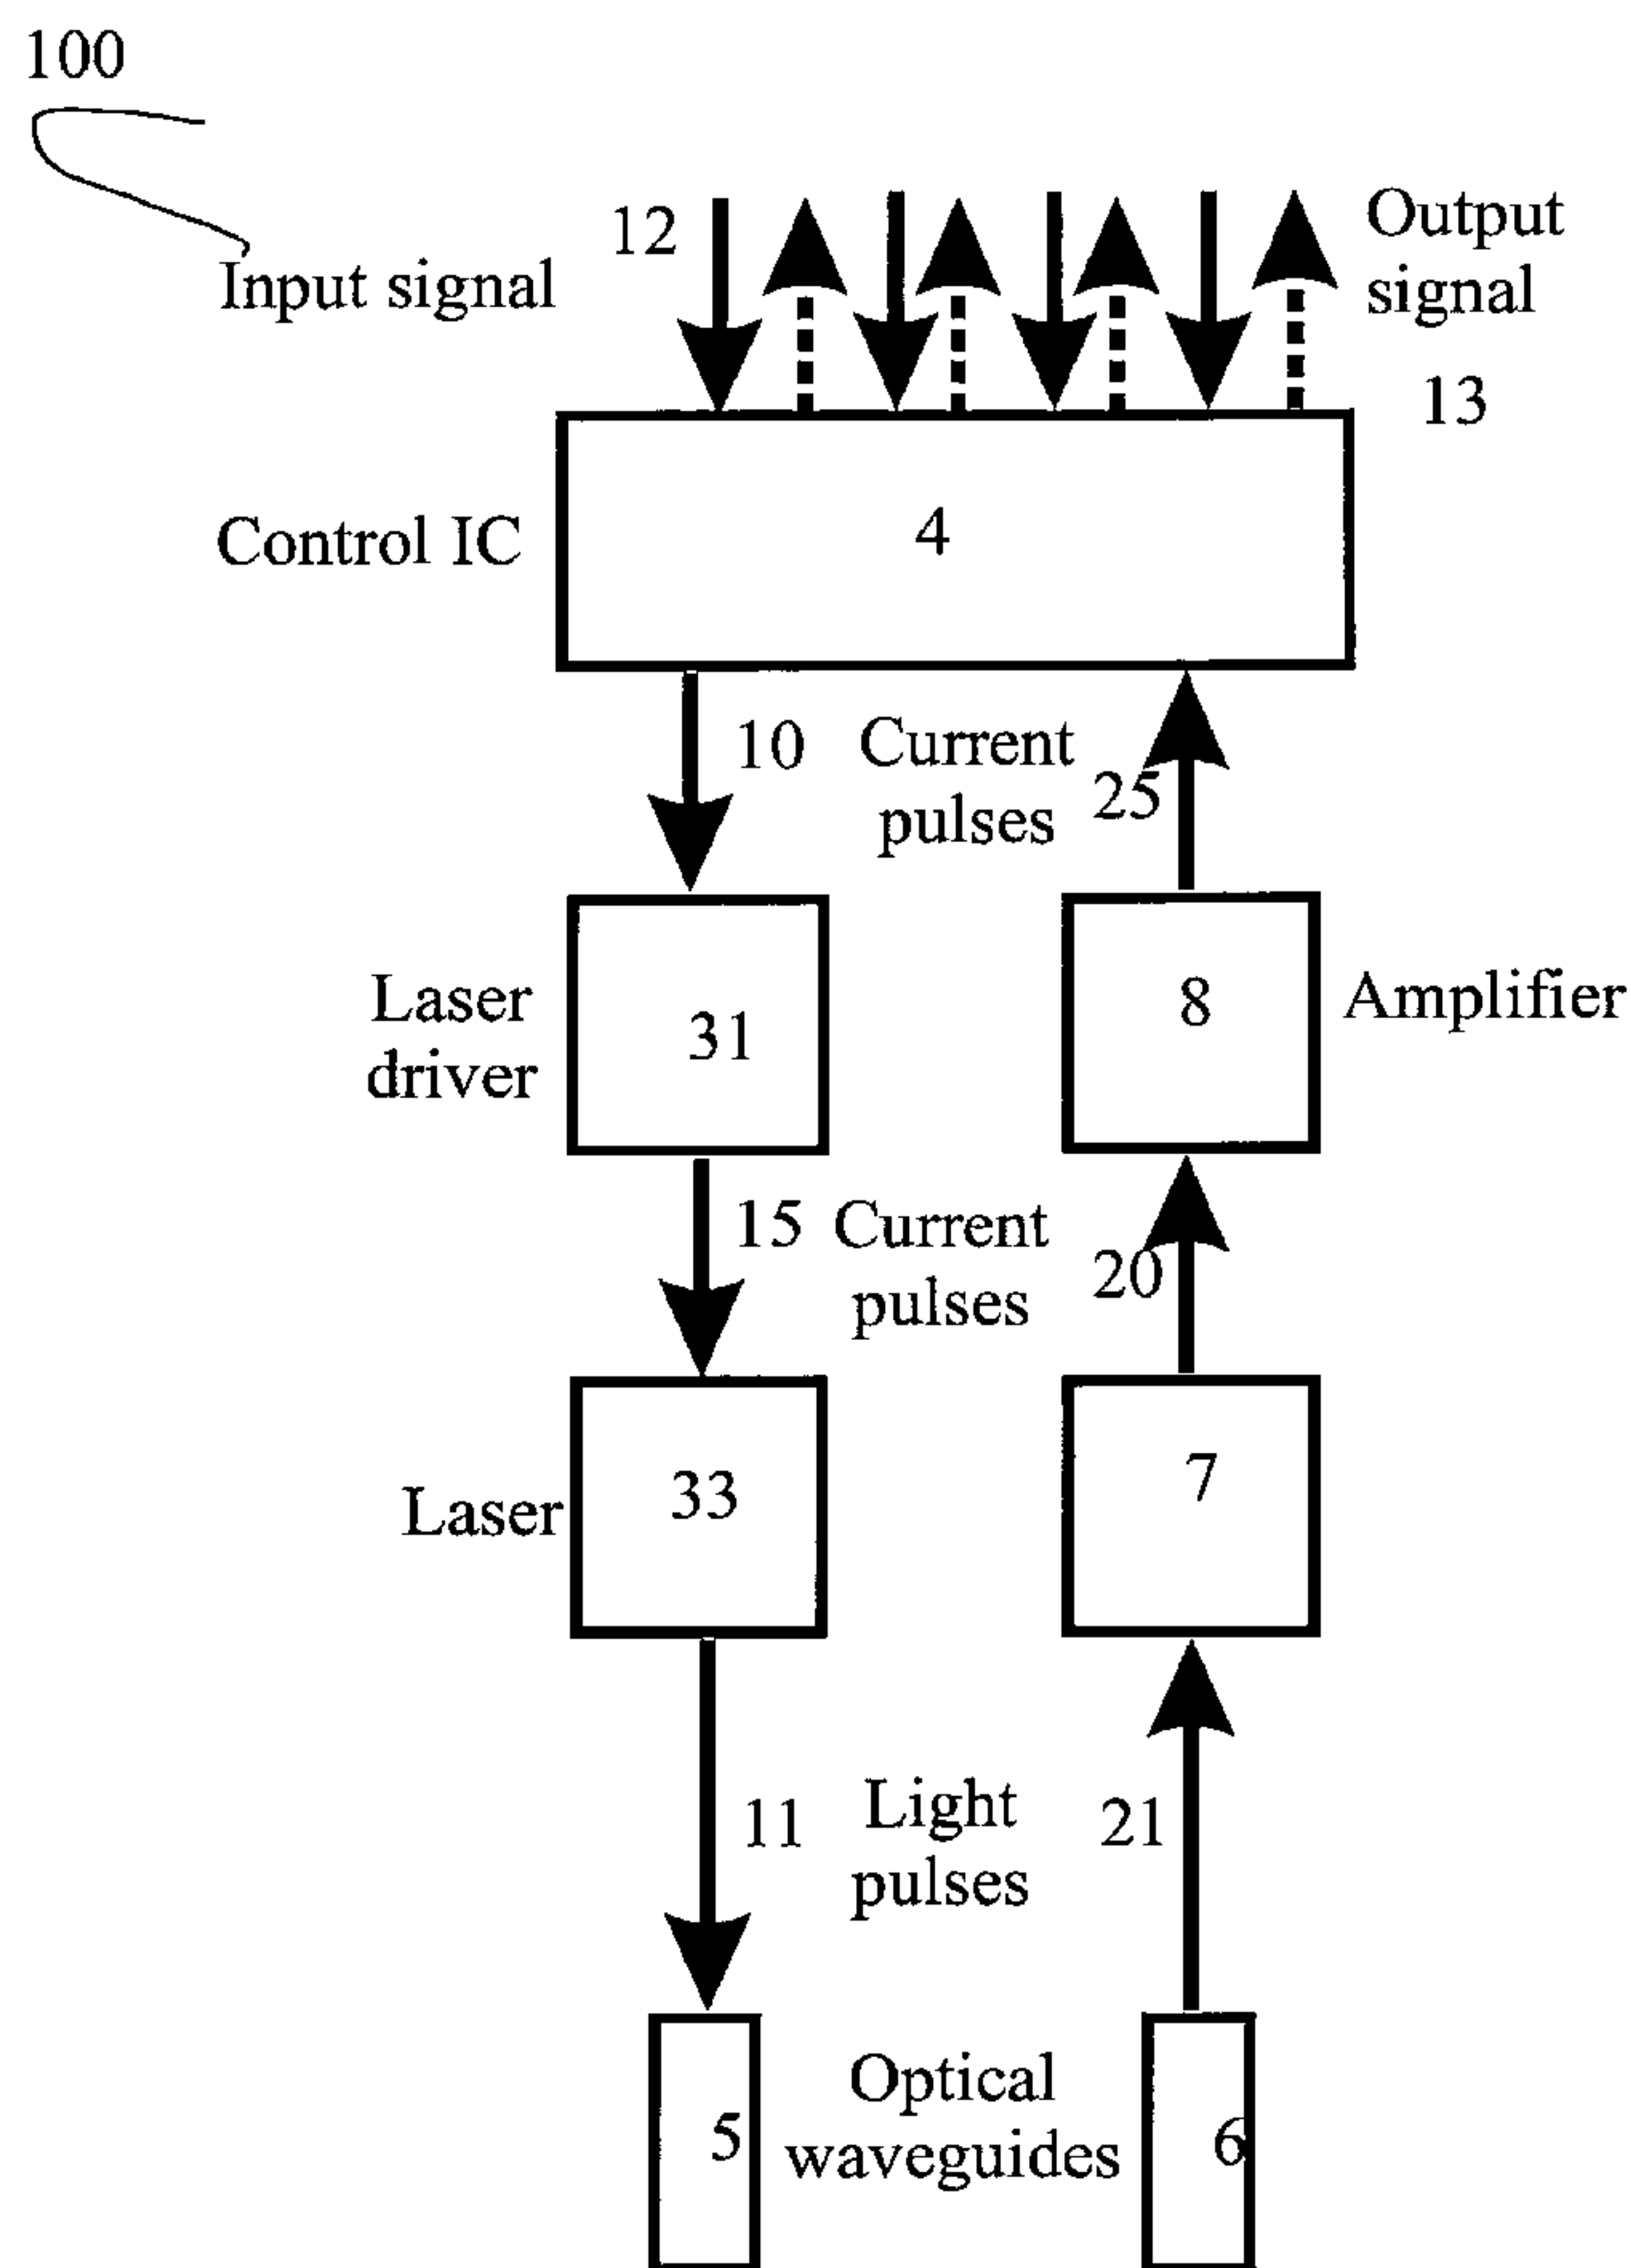 100
12
Output
signal
Input signal
13
Control IC
4
10
Current
pulses
25
Laser
driver
31
8
Amplifier
15
Current
pulses
20
Laser
33
7
11
Light
pulses
21
5
Optical
waveguides
6